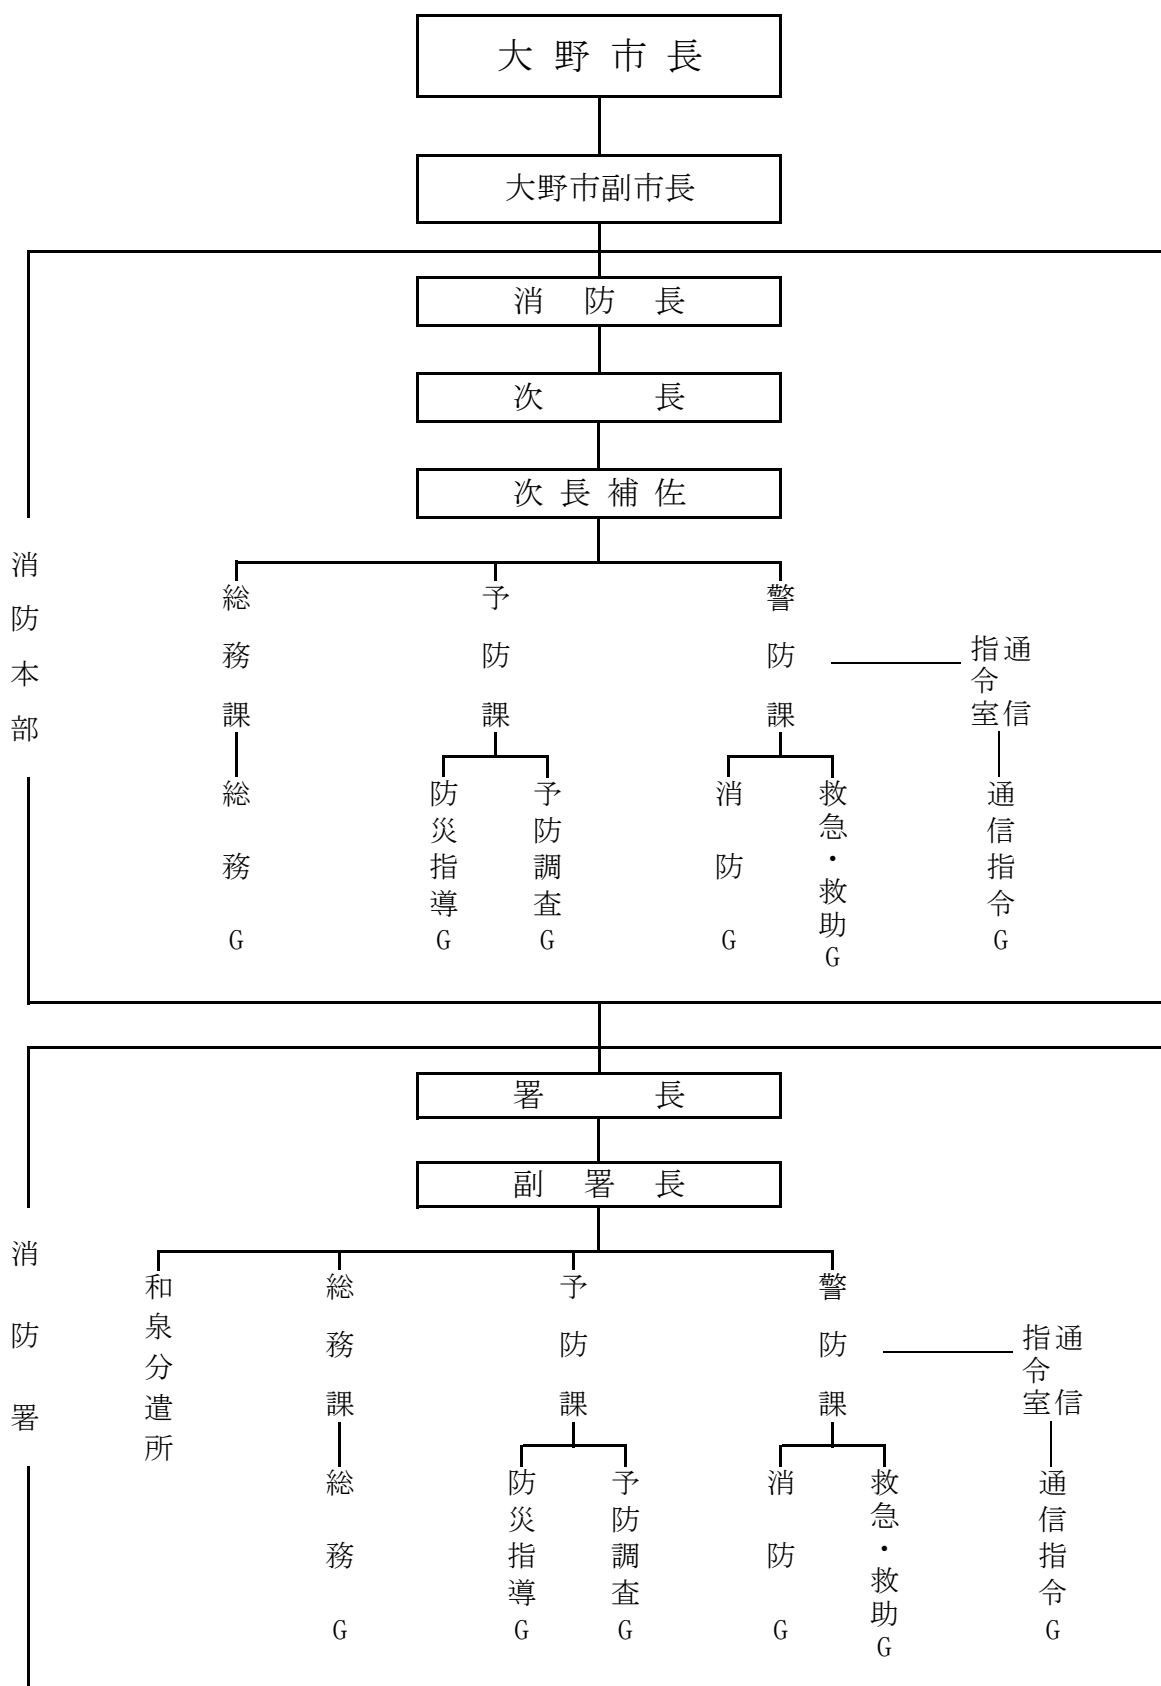 大野市長
大野市副市長
消防長
次長
次長補佐
消防本部
総務課
予防課
警防課
通信指令室
総務G
防災指導G
予防調査G
消防G
救急・救助G
通信指令G
署長
副署長
消防署
和泉分遣所
総務課
予防課
警防課
通信指令室
総務G
防災指導G
予防調査G
消防G
救急・救助G
通信指令G